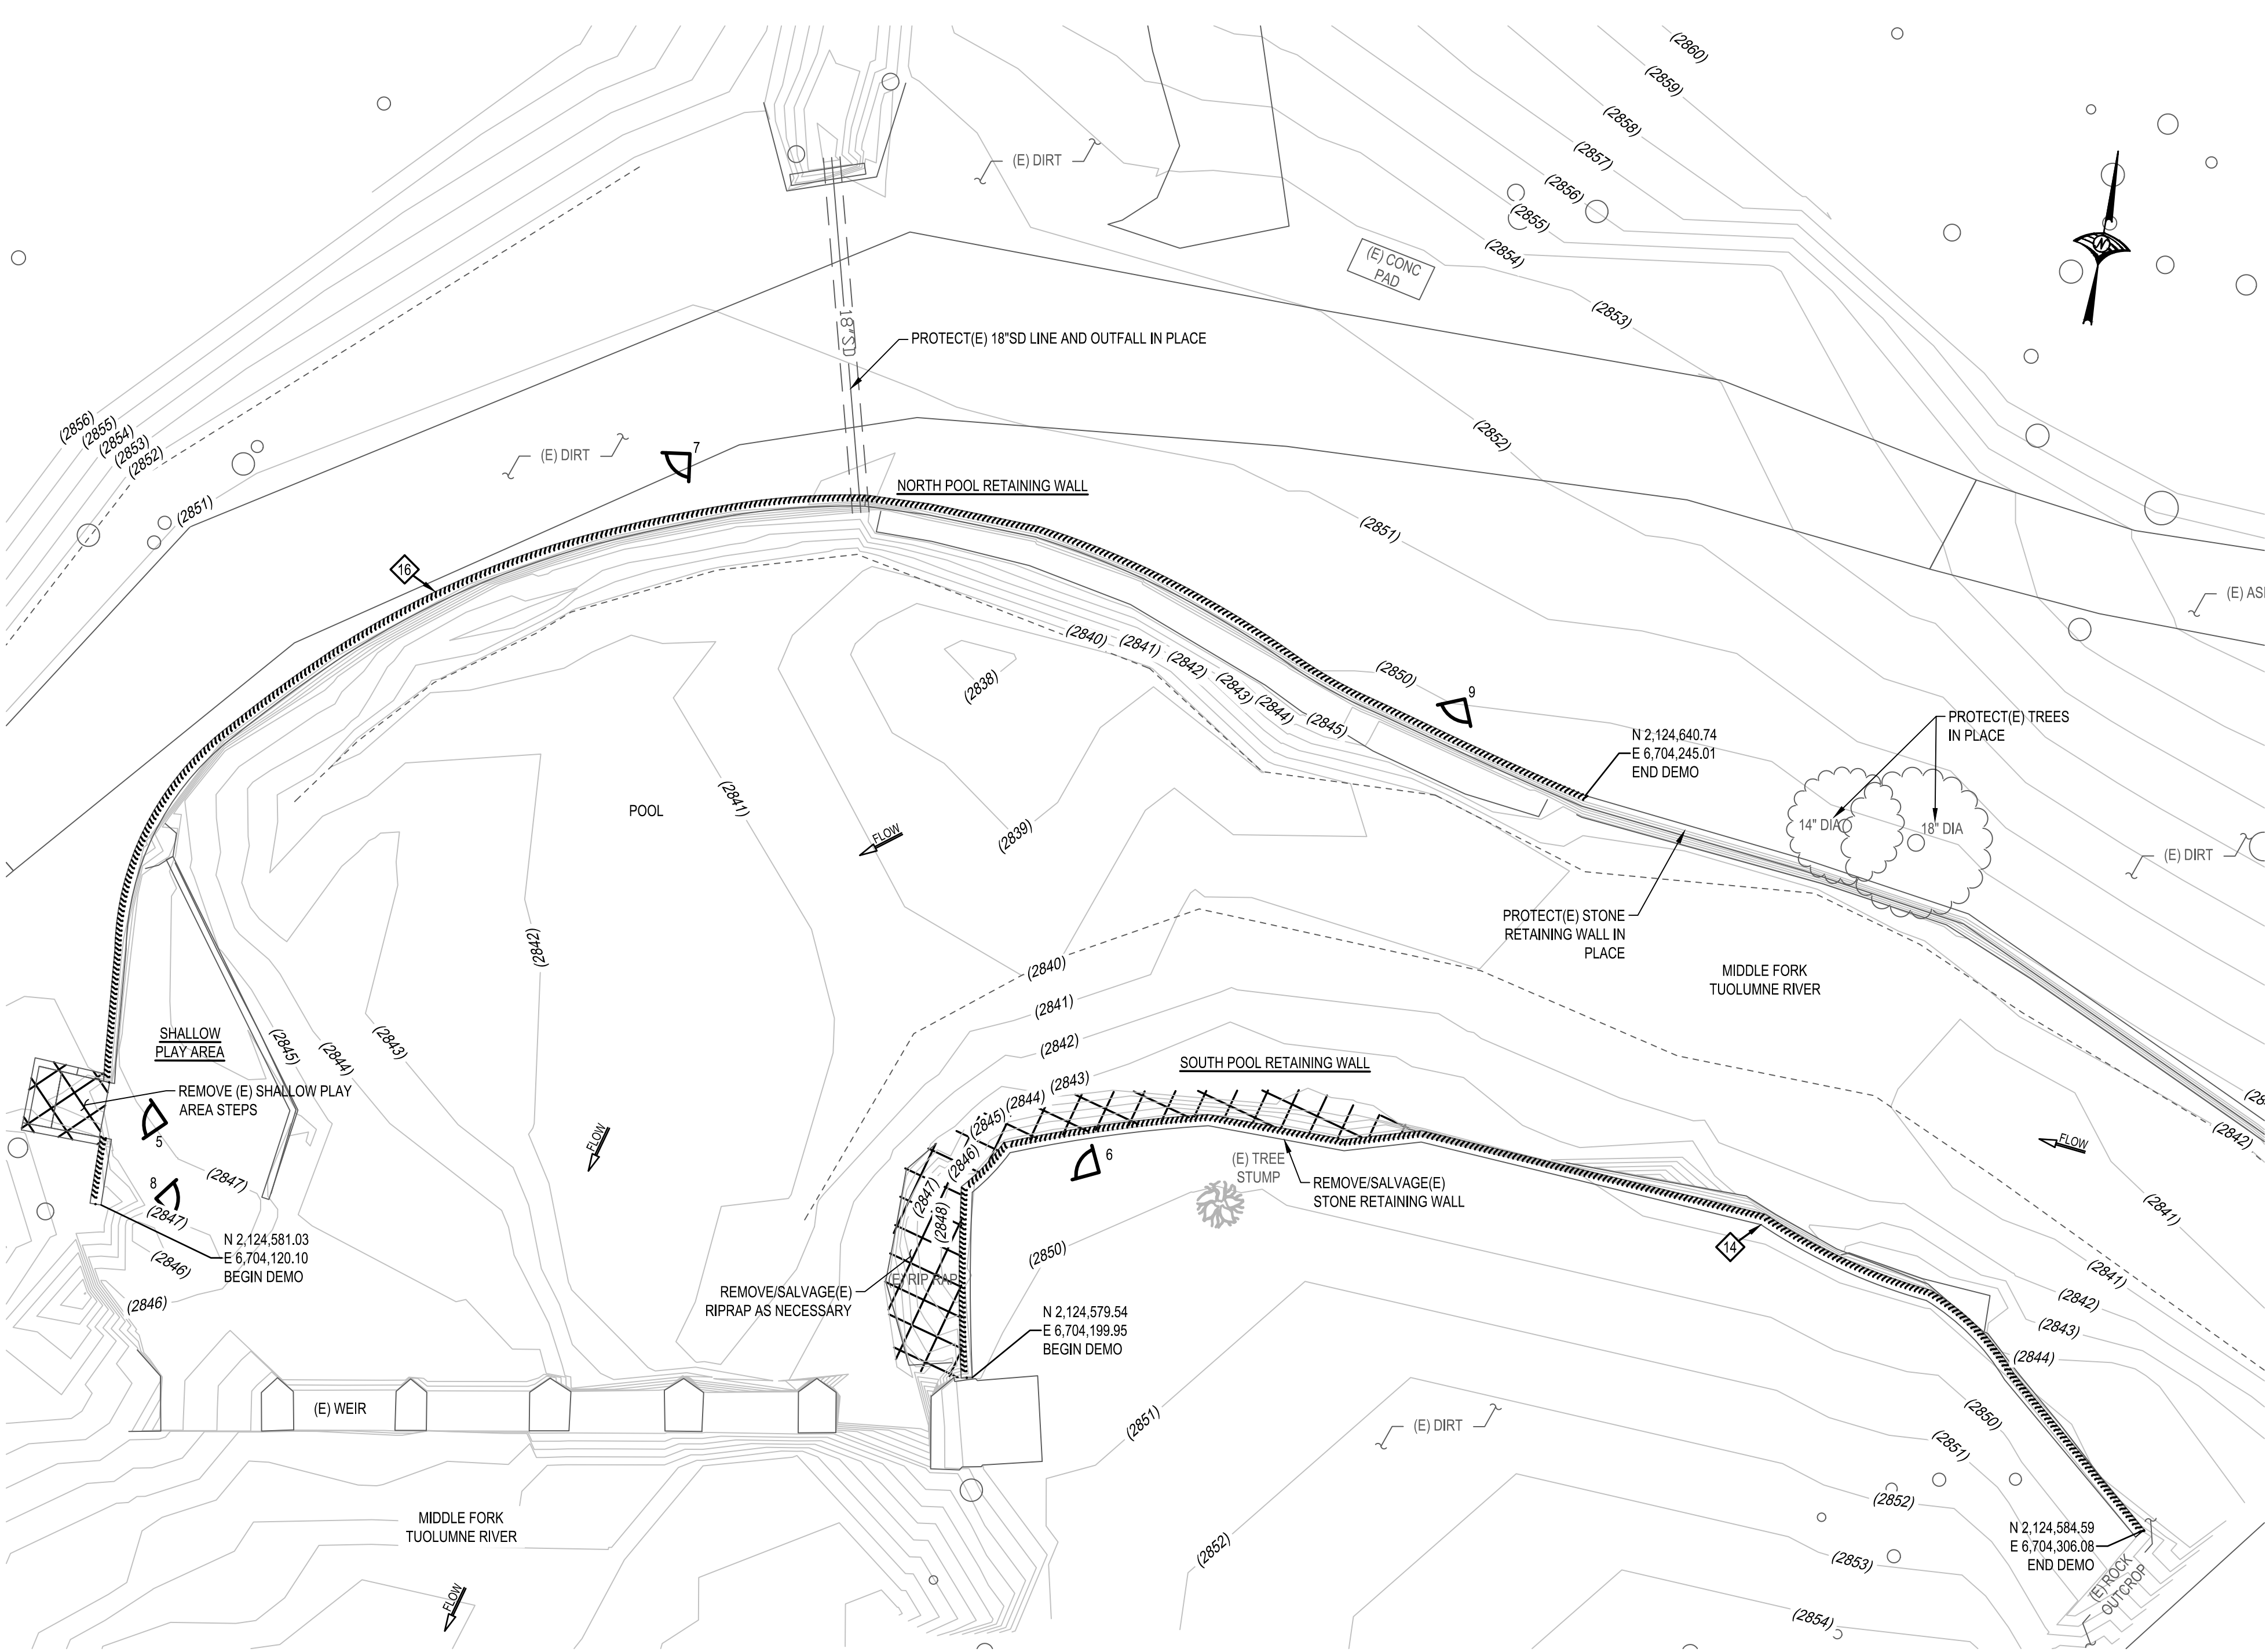 (2860)
(2859)
(2858)
(2857)
(2856)
(2855)
(2854)
(2853)
(2852)
(2851)
(2850)
(E) DIRT
(E) CONC
PAD
N
18"SD
PROTECT(E) 18"SD LINE AND OUTFALL IN PLACE
(2856)
(2855)
(2854)
(2853)
(2852)
(2851)
(E) DIRT
7
NORTH POOL RETAINING WALL
16
(2840)
(2841)
(2842)
(2843)
(2844)
(2845)
(2838)
(2839)
9
N 2,124,640.74
E 6,704,245.01
END DEMO
PROTECT(E) TREES
IN PLACE
14" DIA
18" DIA
(E) DIRT
POOL
(2841)
FLOW
(2842)
PROTECT(E) STONE
RETAINING WALL IN
PLACE
MIDDLE FORK
TUOLUMNE RIVER
(2840)
(2841)
(2842)
(2843)
(2844)
(2845)
(2846)
(2847)
(2848)
SHALLOW
PLAY AREA
(2845)
(2844)
(2843)
REMOVE (E) SHALLOW PLAY
AREA STEPS
5
8
(2847)
(2847)
(2846)
(2846)
N 2,124,581.03
E 6,704,120.10
BEGIN DEMO
FLOW
SOUTH POOL RETAINING WALL
6
(E) TREE
STUMP
REMOVE/SALVAGE(E)
STONE RETAINING WALL
(E) RIP RAP
REMOVE/SALVAGE(E)
RIPRAP AS NECESSARY
(2850)
N 2,124,579.54
E 6,704,199.95
BEGIN DEMO
14
FLOW
(2842)
(2841)
(2841)
(2842)
(2843)
(2844)
(2850)
(2851)
(2852)
(2853)
(2854)
(E) WEIR
(2851)
(E) DIRT
(2852)
MIDDLE FORK
TUOLUMNE RIVER
FLOW
N 2,124,584.59
E 6,704,306.08
END DEMO
(E) ROCK
OUTCROP